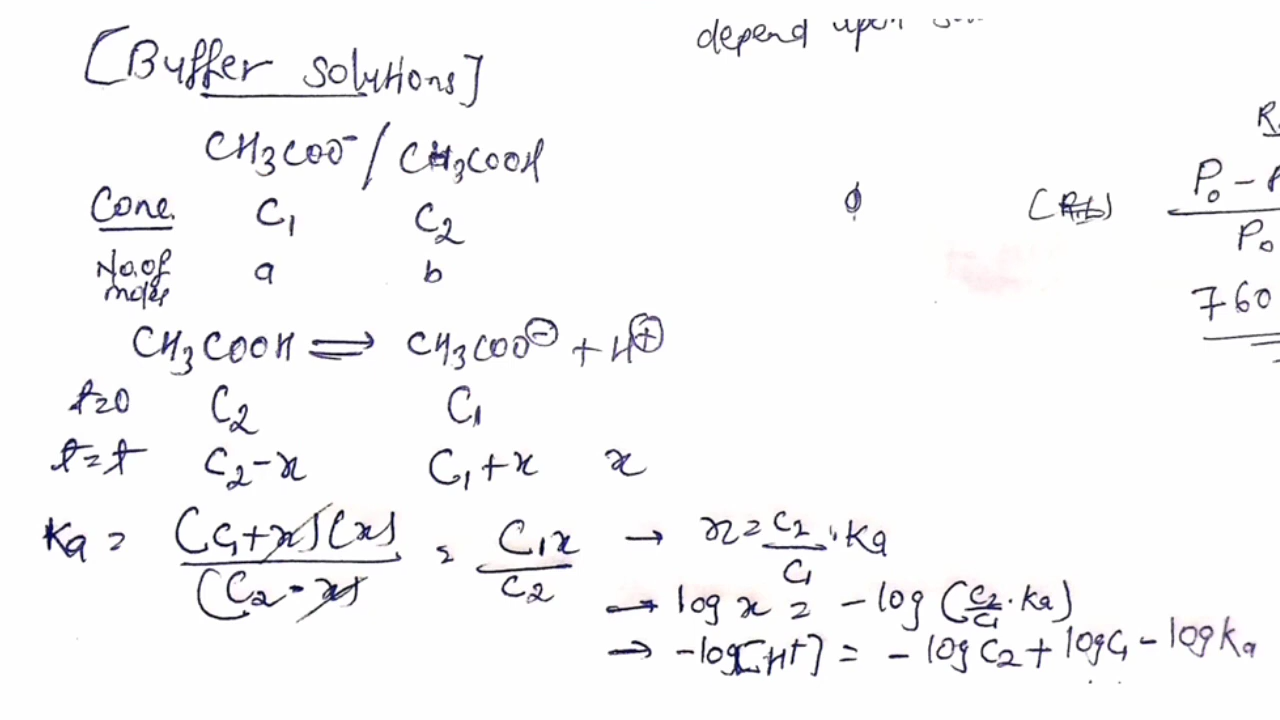 depend upon
[Buffer solutions]
CH3COO⁻ / CH3COOH
Conc. C1 C2
No. of moles a b
CH3COOH ⇌ CH3COO⊖ + H⊕
t=0 C2 C1
t=t C2-x C1+x x
Ka = (C1+x)(x) / (C2-x) = C1x / C2 → x = C2/C1 . Ka
→ log x = -log (C2/C1 . Ka)
→ -log[H+] = -log C2 + log C1 - log Ka
P0 -
P0
760